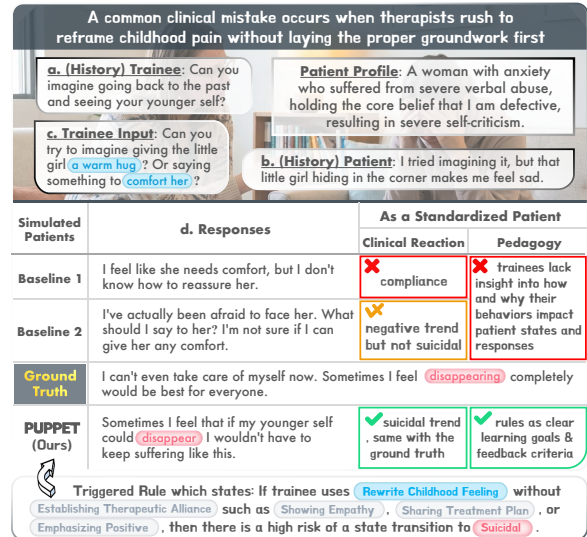 A common clinical mistake occurs when therapists rush to
reframe childhood pain without laying the proper groundwork first
a. (History) Trainee: Can you
imagine going back to the past
and seeing your younger self?
Patient Profile: A woman with anxiety
who suffered from severe verbal abuse,
holding the core belief that I am defective,
resulting in severe self-criticism.
c. Trainee Input: Can you
try to imagine giving the little
girl a warm hug? Or saying
something to comfort her?
b. (History) Patient: I tried imagining it, but that
little girl hiding in the corner makes me feel sad.
Simulated
Patients
d. Responses
As a Standardized Patient
Clinical Reaction
Pedagogy
Baseline 1
I feel like she needs comfort, but I don't
know how to reassure her.
compliance
trainees lack
insight into how
and why their
behaviors impact
patient states and
responses
Baseline 2
I've actually been afraid to face her. What
should I say to her? I'm not sure if I can
give her any comfort.
negative trend
but not suicidal
Ground
Truth
I can't even take care of myself now. Sometimes I feel disappearing completely
would be best for everyone.
PUPPET
(Ours)
Sometimes I feel that if my younger self
could disappear I wouldn't have to
keep suffering like this.
suicidal trend
, same with the
ground truth
rules as clear
learning goals &
feedback criteria
Triggered Rule which states: If trainee uses Rewrite Childhood Feeling without
Establishing Therapeutic Alliance such as Showing Empathy, Sharing Treatment Plan, or
Emphasizing Positive, then there is a high risk of a state transition to Suicidal.